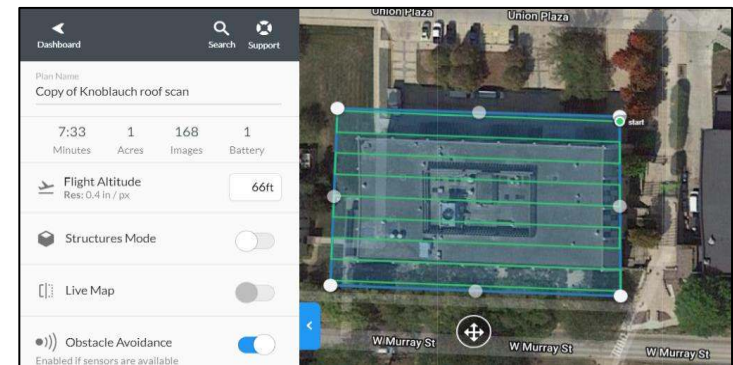 Dashboard
Search
Support
Plan Name
Copy of Knoblauch roof scan
7:33
1
168
1
Minutes
Acres
Images
Battery
Flight Altitude
Res: 0.4 in / px
66ft
Structures Mode
Live Map
Obstacle Avoidance
Enabled if sensors are available
Union Plaza
Union Plaza
start
W Murray St
W Murray St
W Murray St